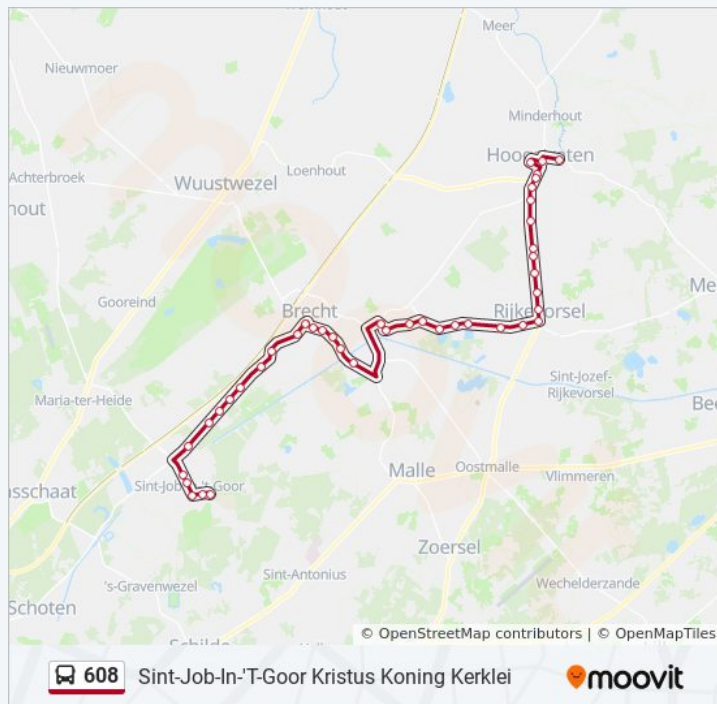 Meer
Nieuwmoer
Minderhout
Loenhout
Achterbroek
Wuustwezel
hout
Gooreind
Brecht
Rijkevorsel
Me
Maria-ter-Heide
Sint-Jozef-
Rijkevorsel
Bee
Malle
Oostmalle
Vlimmeren
asschaat
Zoersel
Sint-Antonius
's-Gravenwezel
Wechelderzande
Schoten
© OpenStreetMap contributors | © OpenMapTiles
608
Sint-Job-In-'T-Goor Kristus Koning Kerklei
moovit